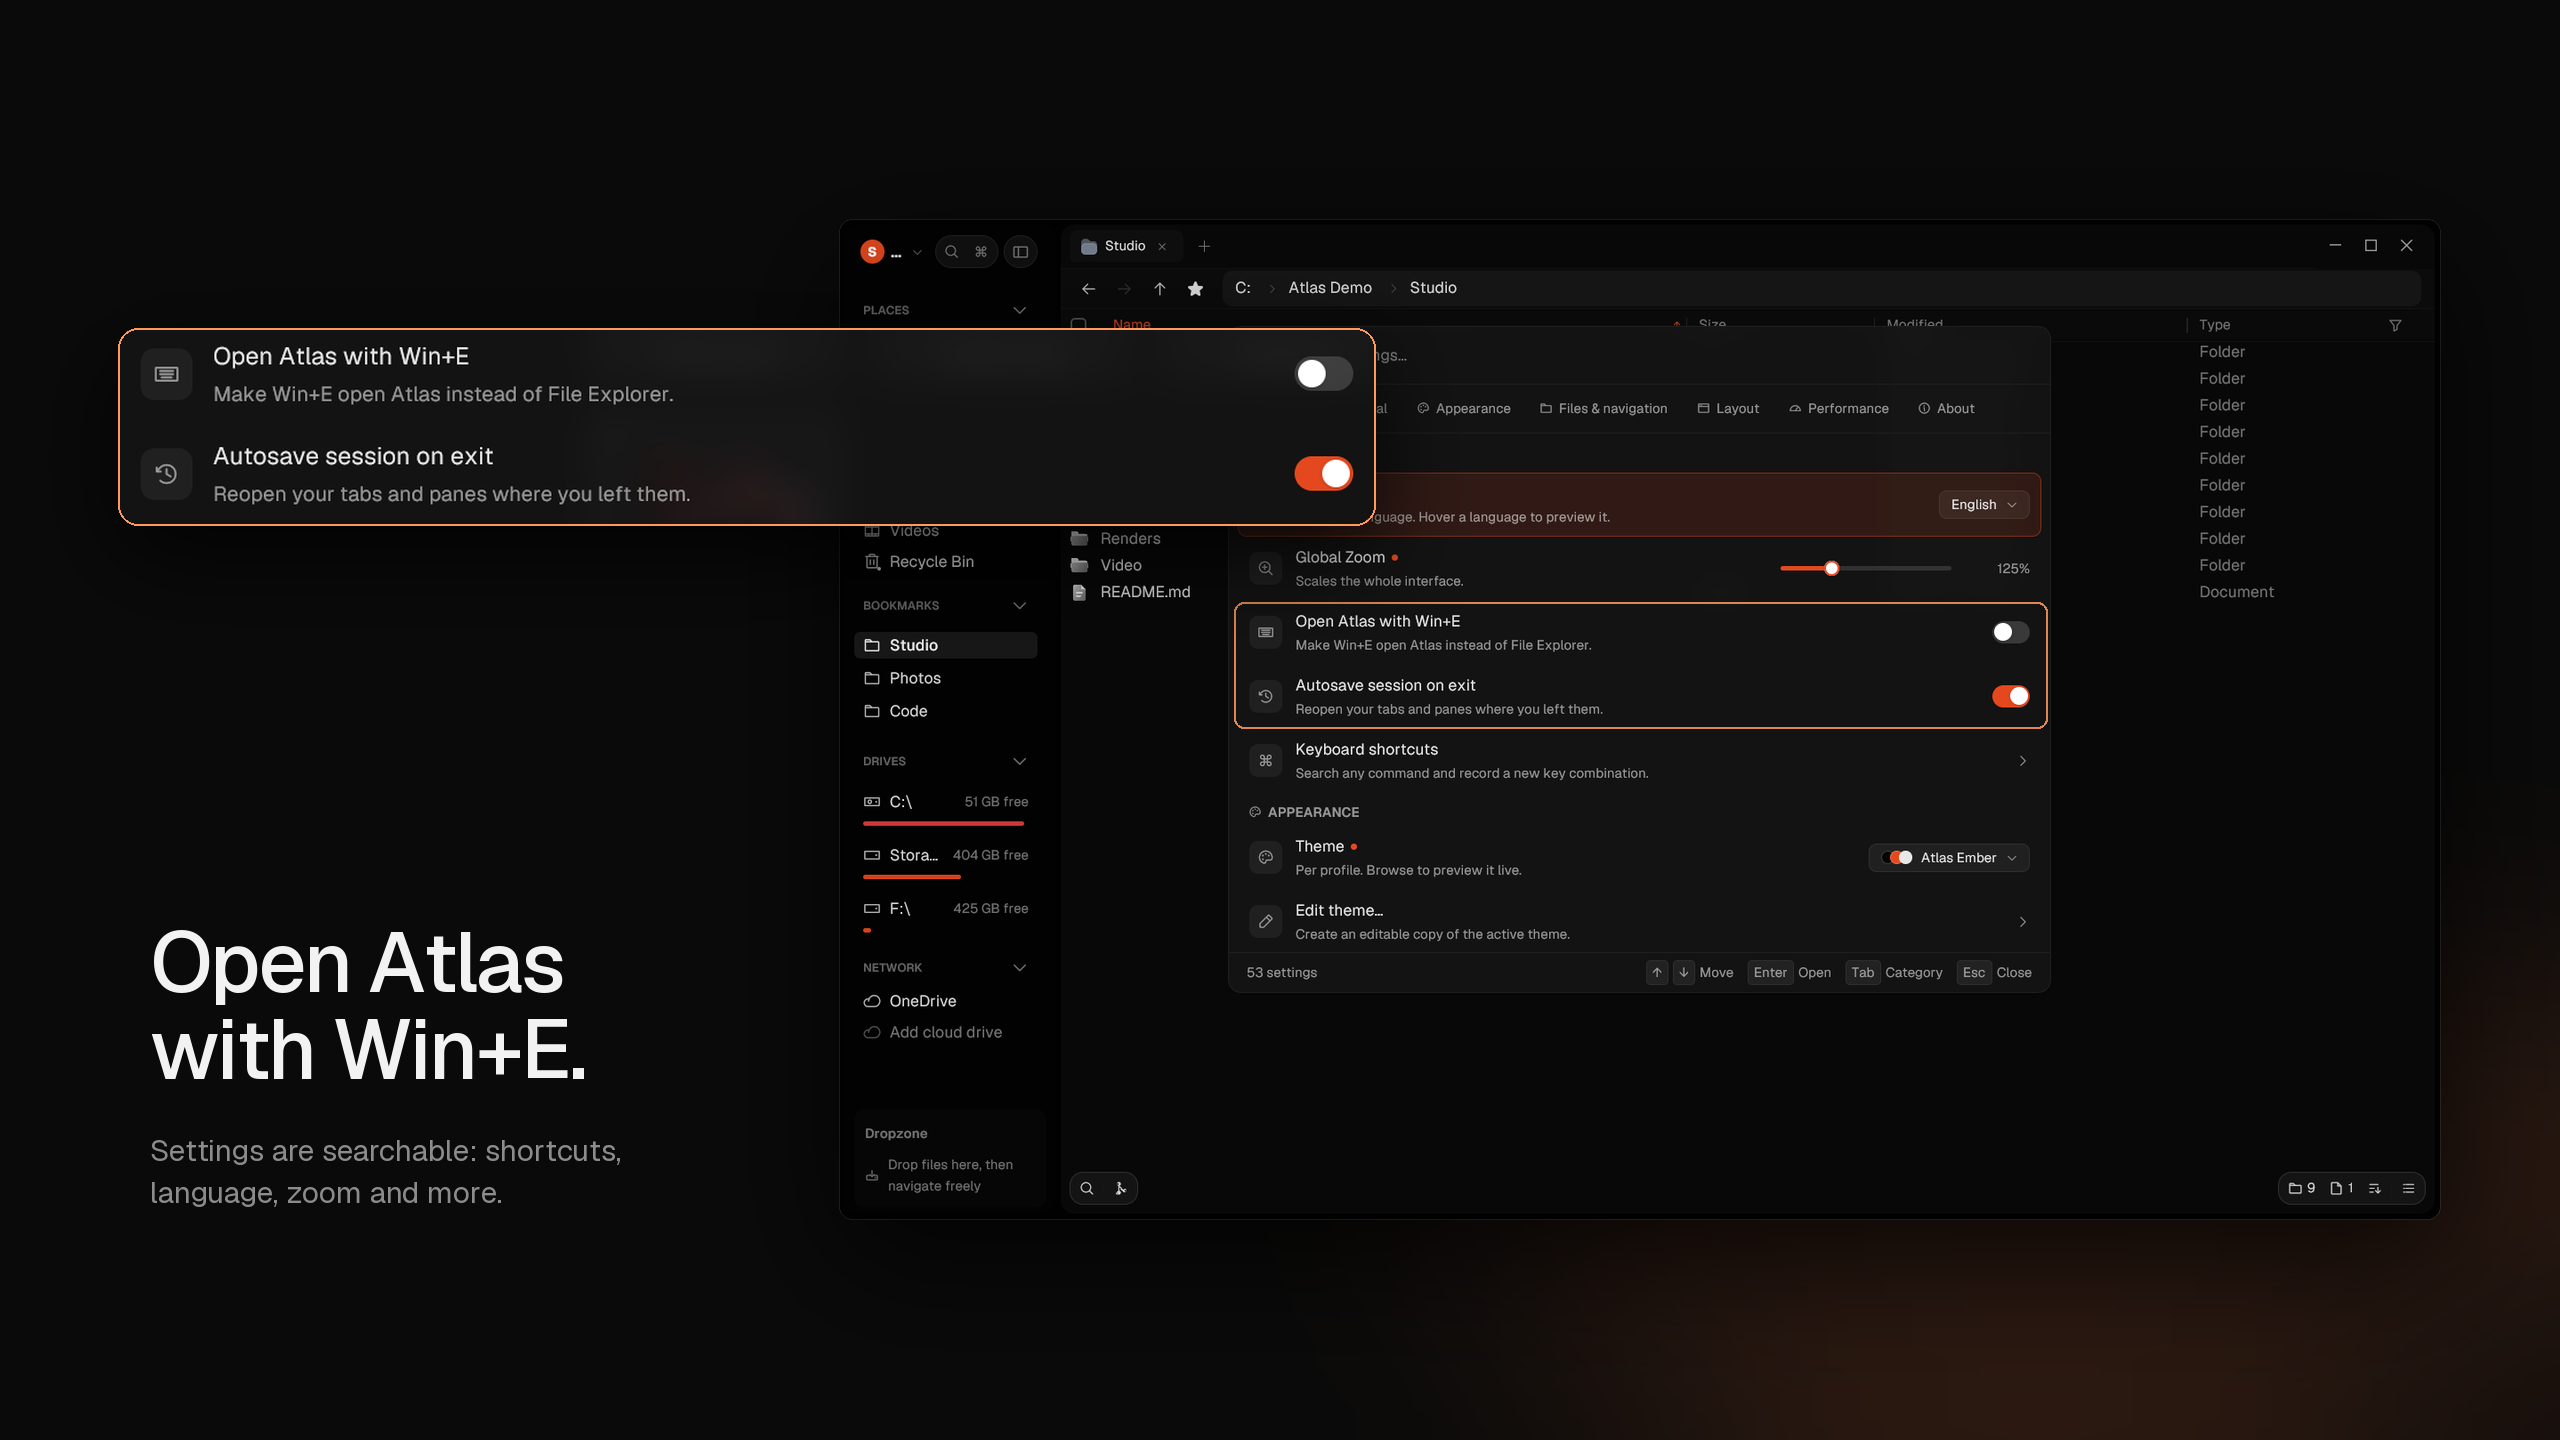 S ...
⌘
Studio
C: Atlas Demo Studio
PLACES
Name Size Modified Type
Open Atlas with Win+E
Make Win+E open Atlas instead of File Explorer.
Autosave session on exit
Reopen your tabs and panes where you left them.
Appearance Files & navigation Layout Performance About
Hover a language to preview it.
English
Videos
Recycle Bin
Renders
Video
README.md
Folder
Folder
Folder
Folder
Folder
Folder
Folder
Folder
Folder
Document
Global Zoom
Scales the whole interface.
125%
Open Atlas with Win+E
Make Win+E open Atlas instead of File Explorer.
Autosave session on exit
Reopen your tabs and panes where you left them.
⌘
Keyboard shortcuts
Search any command and record a new key combination.
APPEARANCE
Theme
Per profile. Browse to preview it live.
Atlas Ember
Edit theme...
Create an editable copy of the active theme.
53 settings
↑ ↓ Move Enter Open Tab Category Esc Close
BOOKMARKS
Studio
Photos
Code
DRIVES
C:\ 51 GB free
Stora... 404 GB free
F:\ 425 GB free
NETWORK
OneDrive
Add cloud drive
Dropzone
Drop files here, then
navigate freely
9 1
Open Atlas
with Win+E.
Settings are searchable: shortcuts,
language, zoom and more.